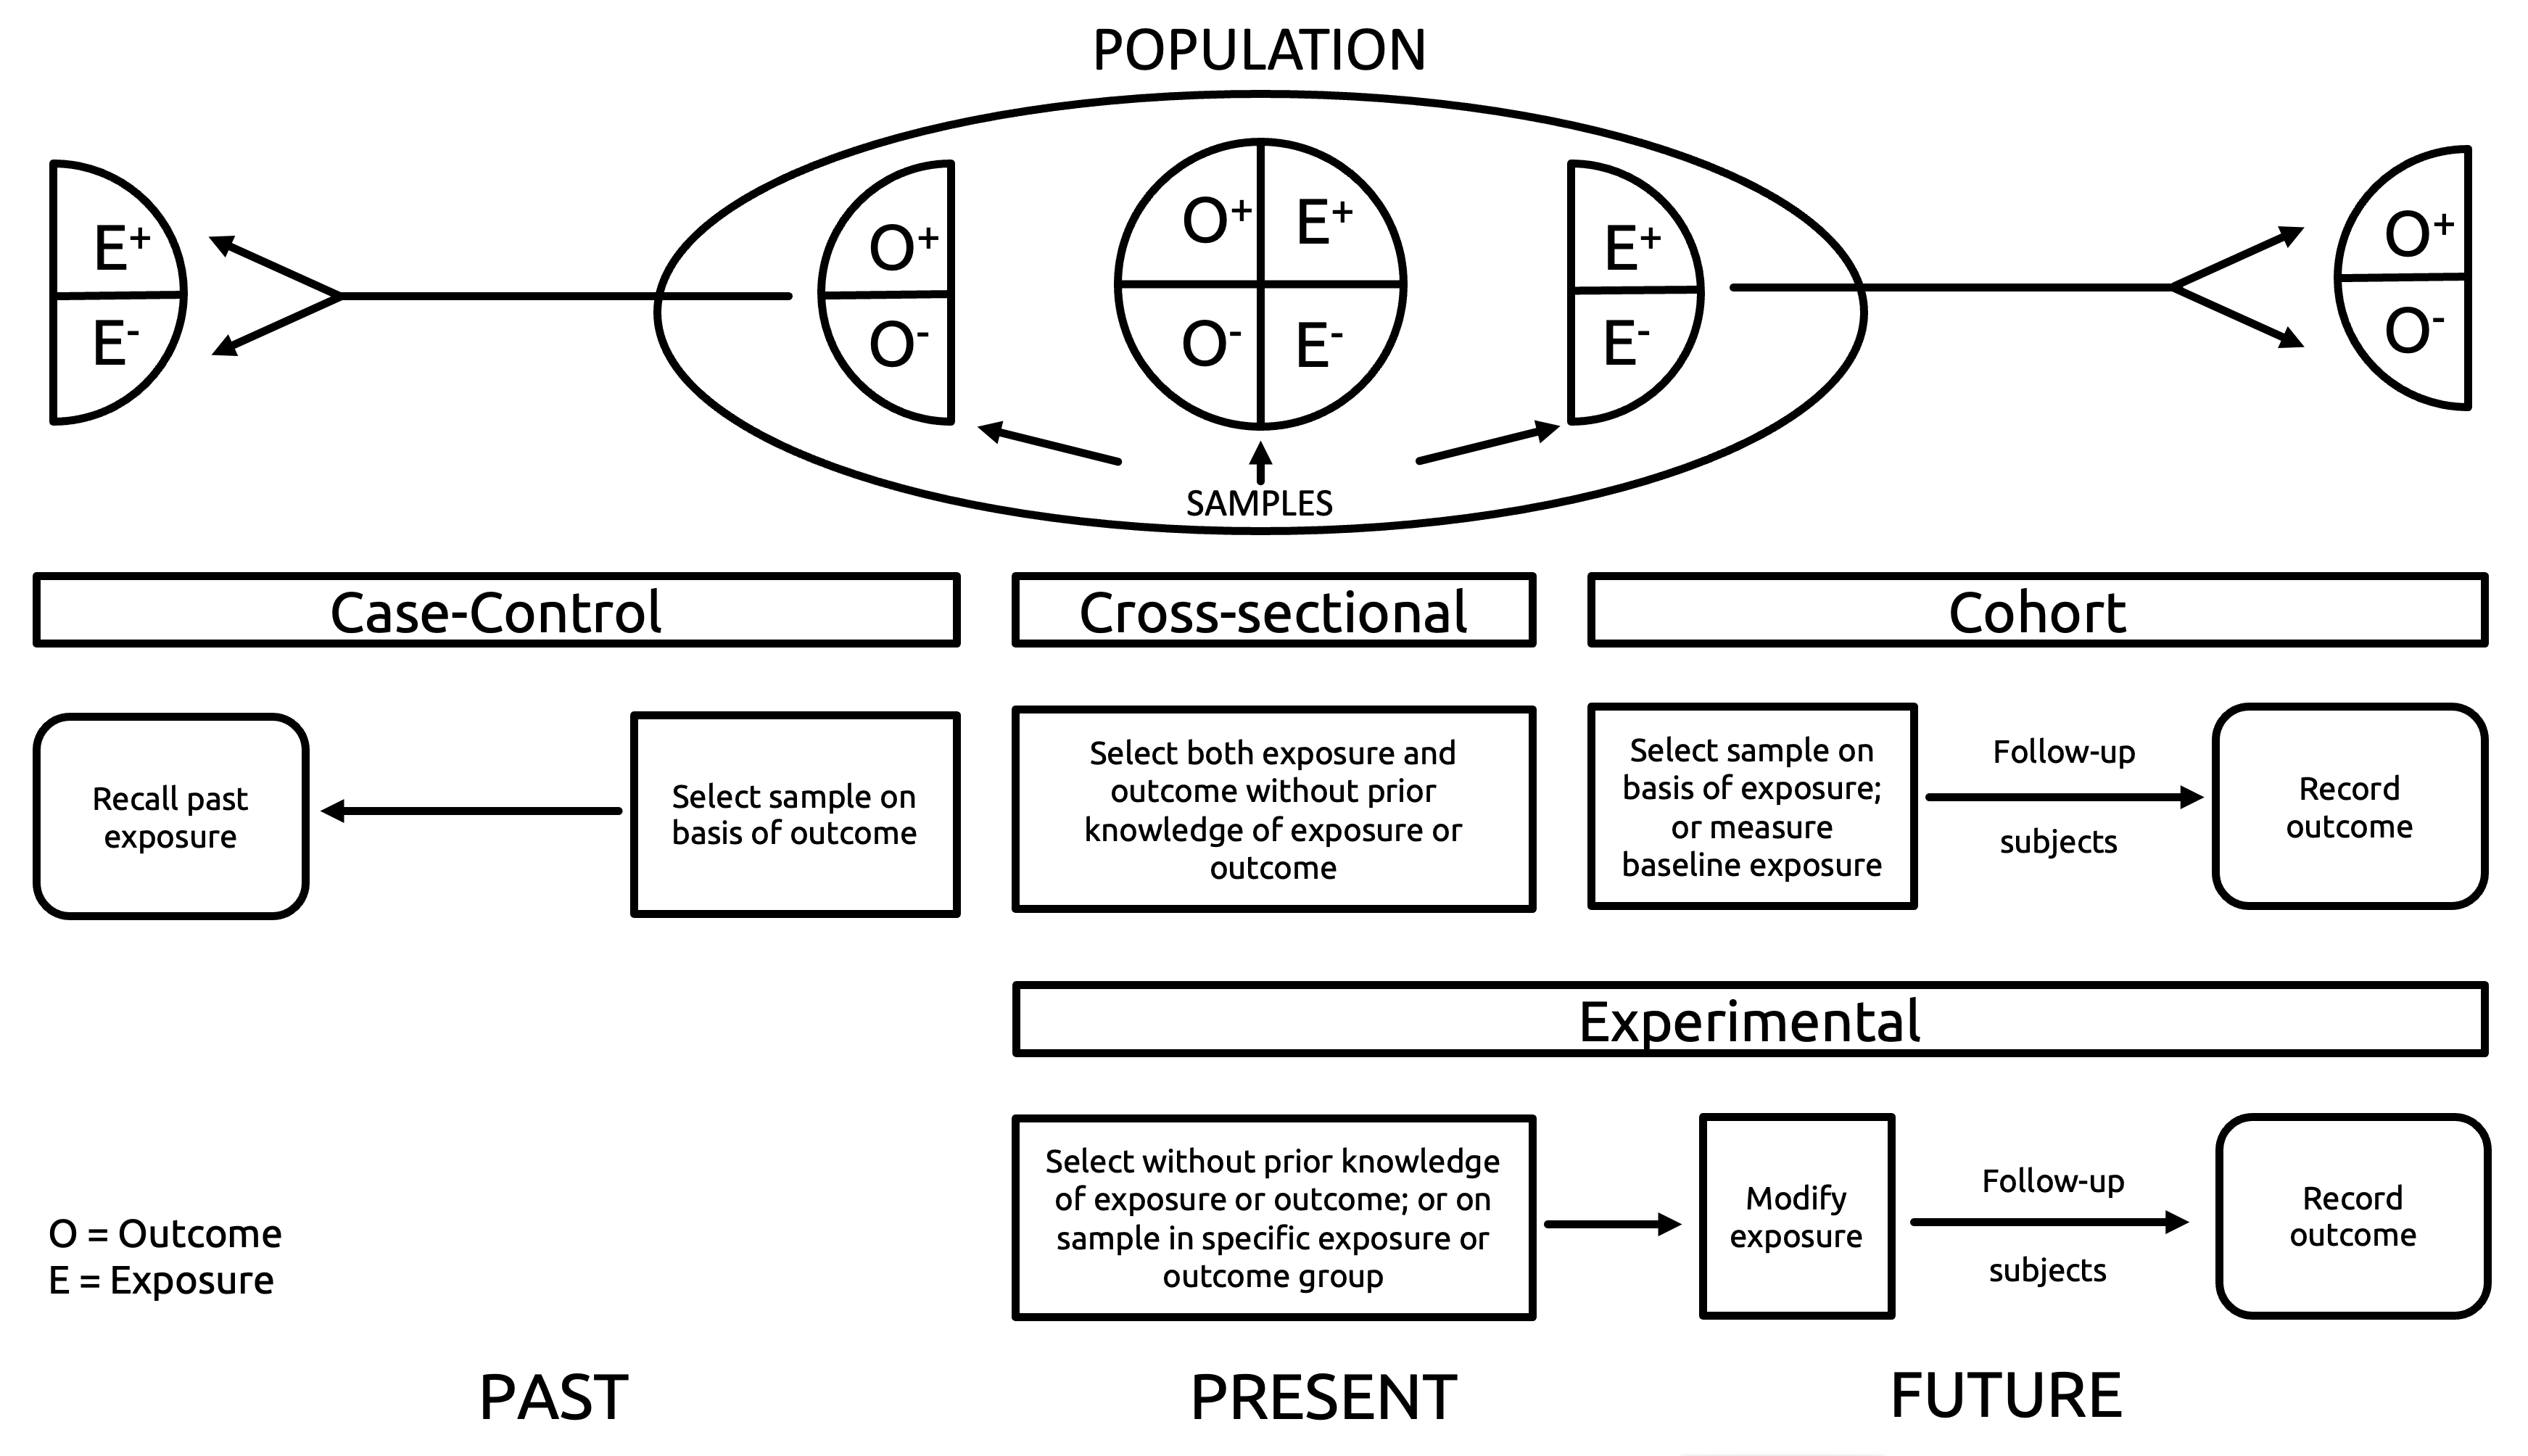 POPULATION
E+
E-
O+
O-
O+
E+
O-
E-
E+
E-
O+
O-
SAMPLES
Case-Control
Cross-sectional
Cohort
Recall past
exposure
Select sample on
basis of outcome
Select both exposure and
outcome without prior
knowledge of exposure or
outcome
Select sample on
basis of exposure;
or measure
baseline exposure
Follow-up
subjects
Record
outcome
Experimental
Select without prior knowledge
of exposure or outcome; or on
sample in specific exposure or
outcome group
Modify
exposure
Follow-up
subjects
Record
outcome
O = Outcome
E = Exposure
PAST
PRESENT
FUTURE